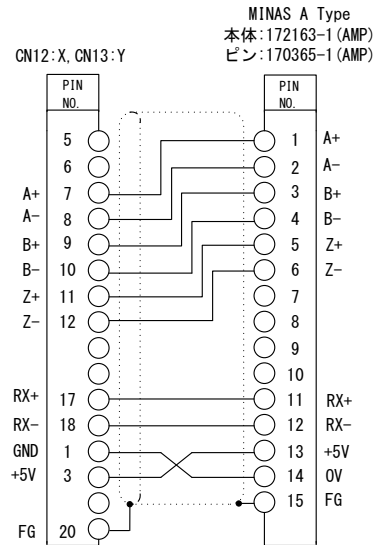 MINAS A Type
本体:172163-1(AMP)
CN12:X, CN13:Y ピン:170365-1(AMP)
PIN NO. PIN NO.
5 1 A+
6 2 A-
A+ 7 3 B+
A- 8 4 B-
B+ 9 5 Z+
B- 10 6 Z-
Z+ 11 7
Z- 12 8
9
10
RX+ 17 11 RX+
RX- 18 12 RX-
GND 1 13 +5V
+5V 3 14 0V
15 FG
FG 20